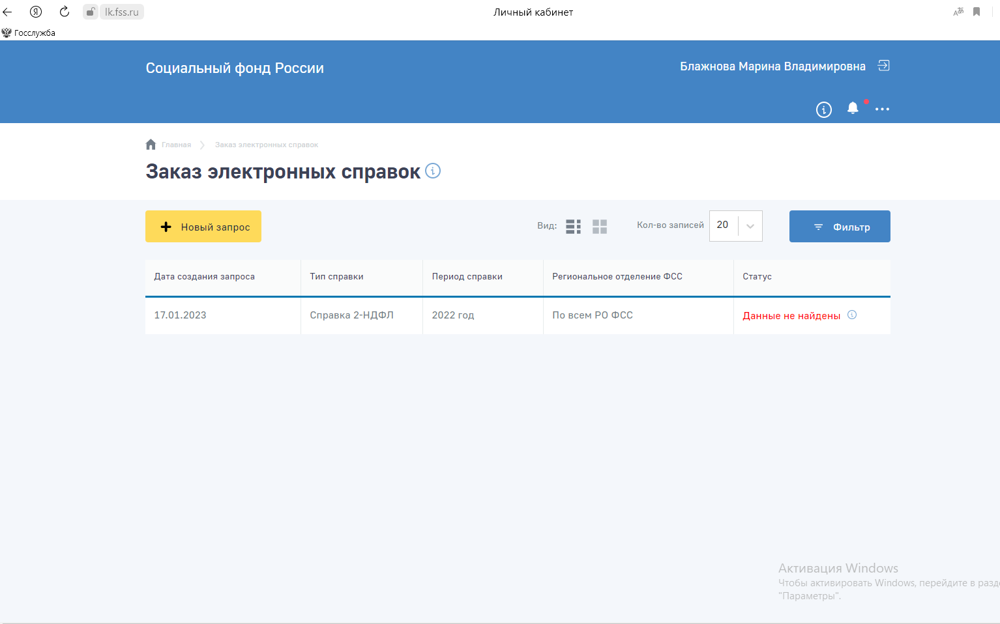 lk.fss.ru
Личный кабинет
Госслужба
Социальный фонд России
Блажнова Марина Владимировна
Главная
Заказ электронных справок
Заказ электронных справок
Новый запрос
Вид:
Кол-во записей
20
Фильтр
Дата создания запроса Тип справки Период справки Региональное отделение ФСС Статус
17.01.2023 Справка 2-НДФЛ 2022 год По всем РО ФСС Данные не найдены
Активация Windows
Чтобы активировать Windows, перейдите в разде
"Параметры".